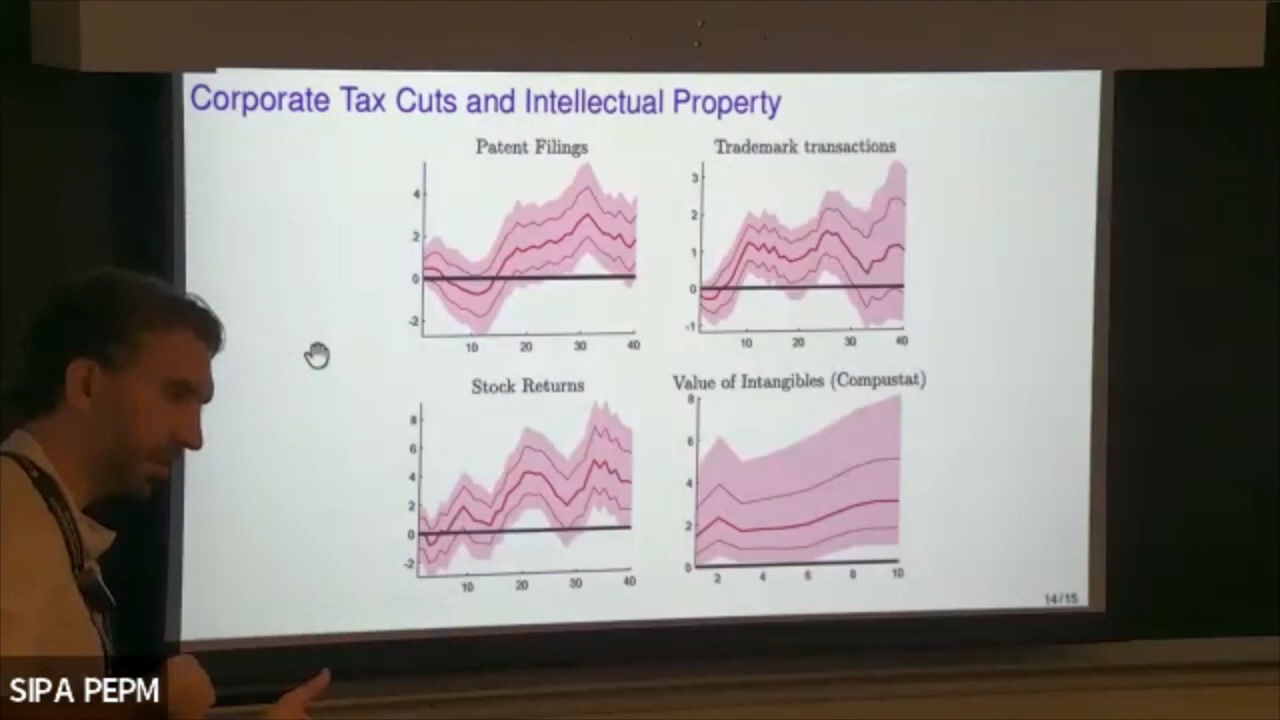 Corporate Tax Cuts and Intellectual Property
Patent Filings
4
2
0
-2
10 20 30 40
Trademark transactions
3
2
1
0
-1
10 20 30 40
Stock Returns
8
6
4
2
0
-2
10 20 30 40
Value of Intangibles (Compustat)
8
6
4
2
0
2 4 6 8 10
14/15
SIPA PEPM